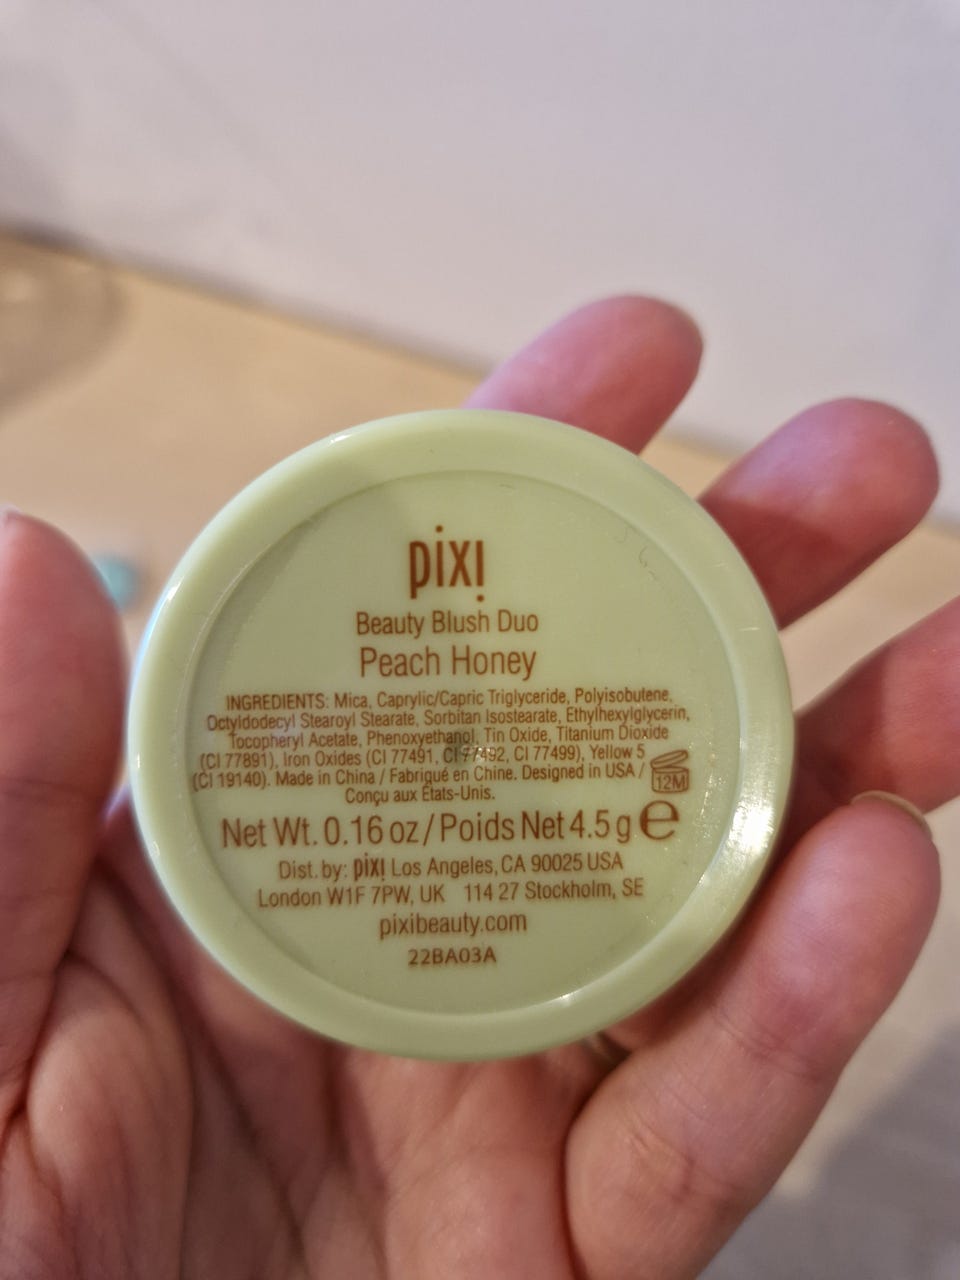 pixi
Beauty Blush Duo
Peach Honey
INGREDIENTS: Mica, Caprylic/Capric Triglyceride, Polyisobutene,
Octyldodecyl Stearoyl Stearate, Sorbitan Isostearate, Ethylhexylglycerin,
Tocopheryl Acetate, Phenoxyethanol, Tin Oxide, Titanium Dioxide
(CI 77891), Iron Oxides (CI 77491, CI 77492, CI 77499), Yellow 5
(CI 19140). Made in China / Fabriqué en Chine. Designed in USA /
Conçu aux États-Unis.
12M
Net Wt. 0.16 oz / Poids Net 4.5 g ℮
Dist. by: pixi Los Angeles, CA 90025 USA
London W1F 7PW, UK 114 27 Stockholm, SE
pixibeauty.com
22BA03A